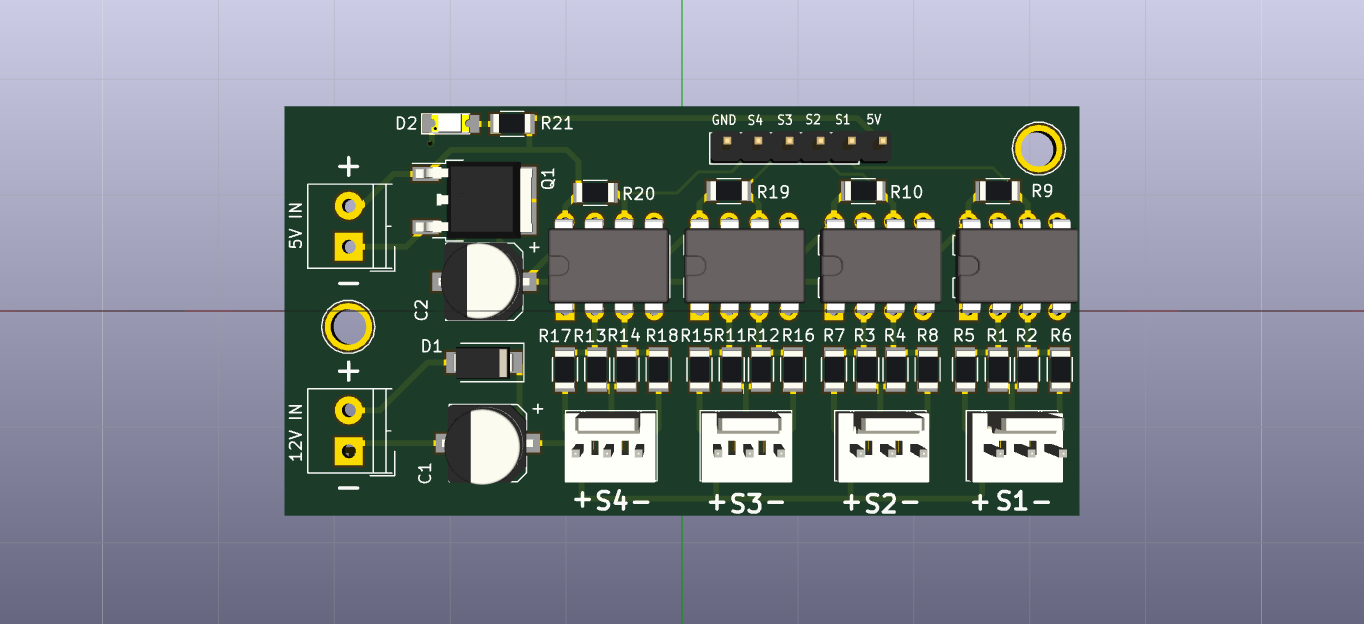 D2 R21 GND S4 S3 S2 S1 5V
+ Q1 R20 R19 R10 R9
5V IN
+
−
C2
R17 R13 R14 R18 R15 R11 R12 R16 R7 R3 R4 R8 R5 R1 R2 R6
D1
+
12V IN
+
−
C1
+S4- +S3- +S2- +S1-